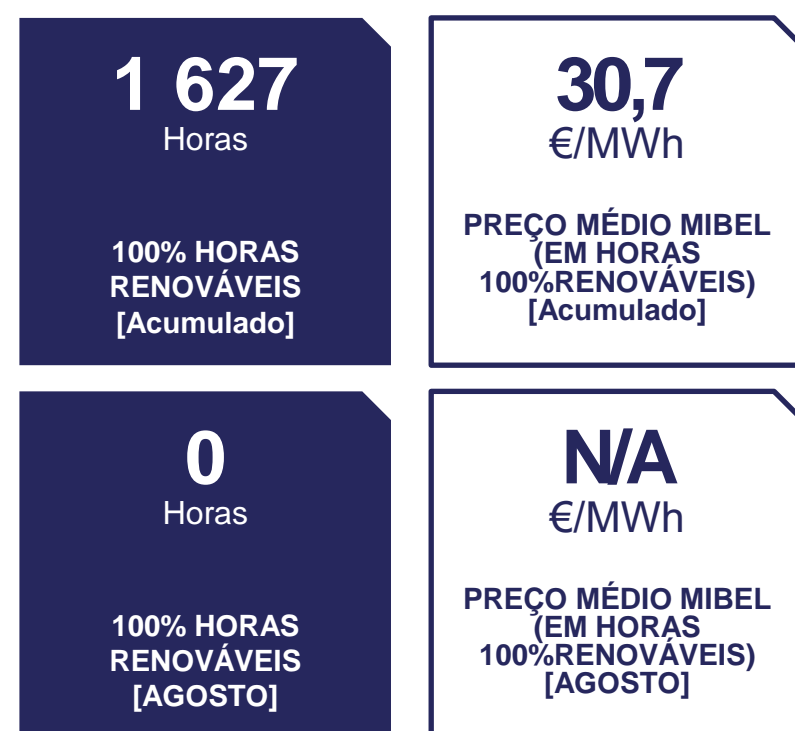 1 627
Horas
100% HORAS
RENOVÁVEIS
[Acumulado]
30,7
€/MWh
PREÇO MÉDIO MIBEL
(EM HORAS
100%RENOVÁVEIS)
[Acumulado]
0
Horas
100% HORAS
RENOVÁVEIS
[AGOSTO]
N/A
€/MWh
PREÇO MÉDIO MIBEL
(EM HORAS
100%RENOVÁVEIS)
[AGOSTO]